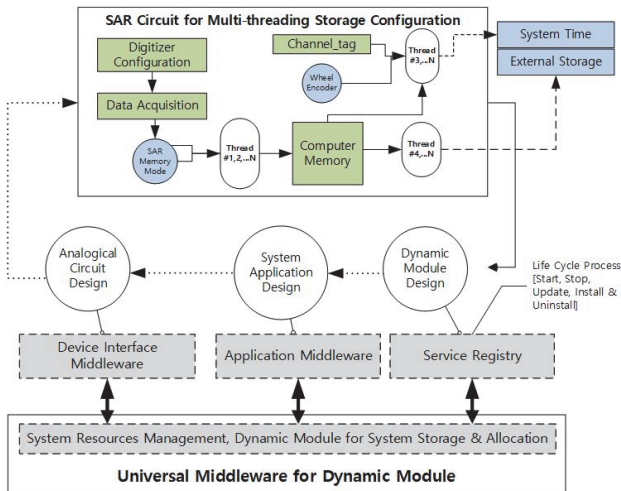 SAR Circuit for Multi-threading Storage Configuration
Digitizer
Configuration
Data Acquisition
SAR
Memory
Mode
Thread
#1,2,...N
Channel_tag
Wheel
Encoder
Computer
Memory
Thread
#3,...N
Thread
#4,...N
System Time
External Storage
Analogical
Circuit
Design
System
Application
Design
Dynamic
Module
Design
Life Cycle Process
[Start, Stop,
Update, Install &
Uninstall]
Device Interface
Middleware
Application Middleware
Service Registry
System Resources Management, Dynamic Module for System Storage & Allocation
Universal Middleware for Dynamic Module